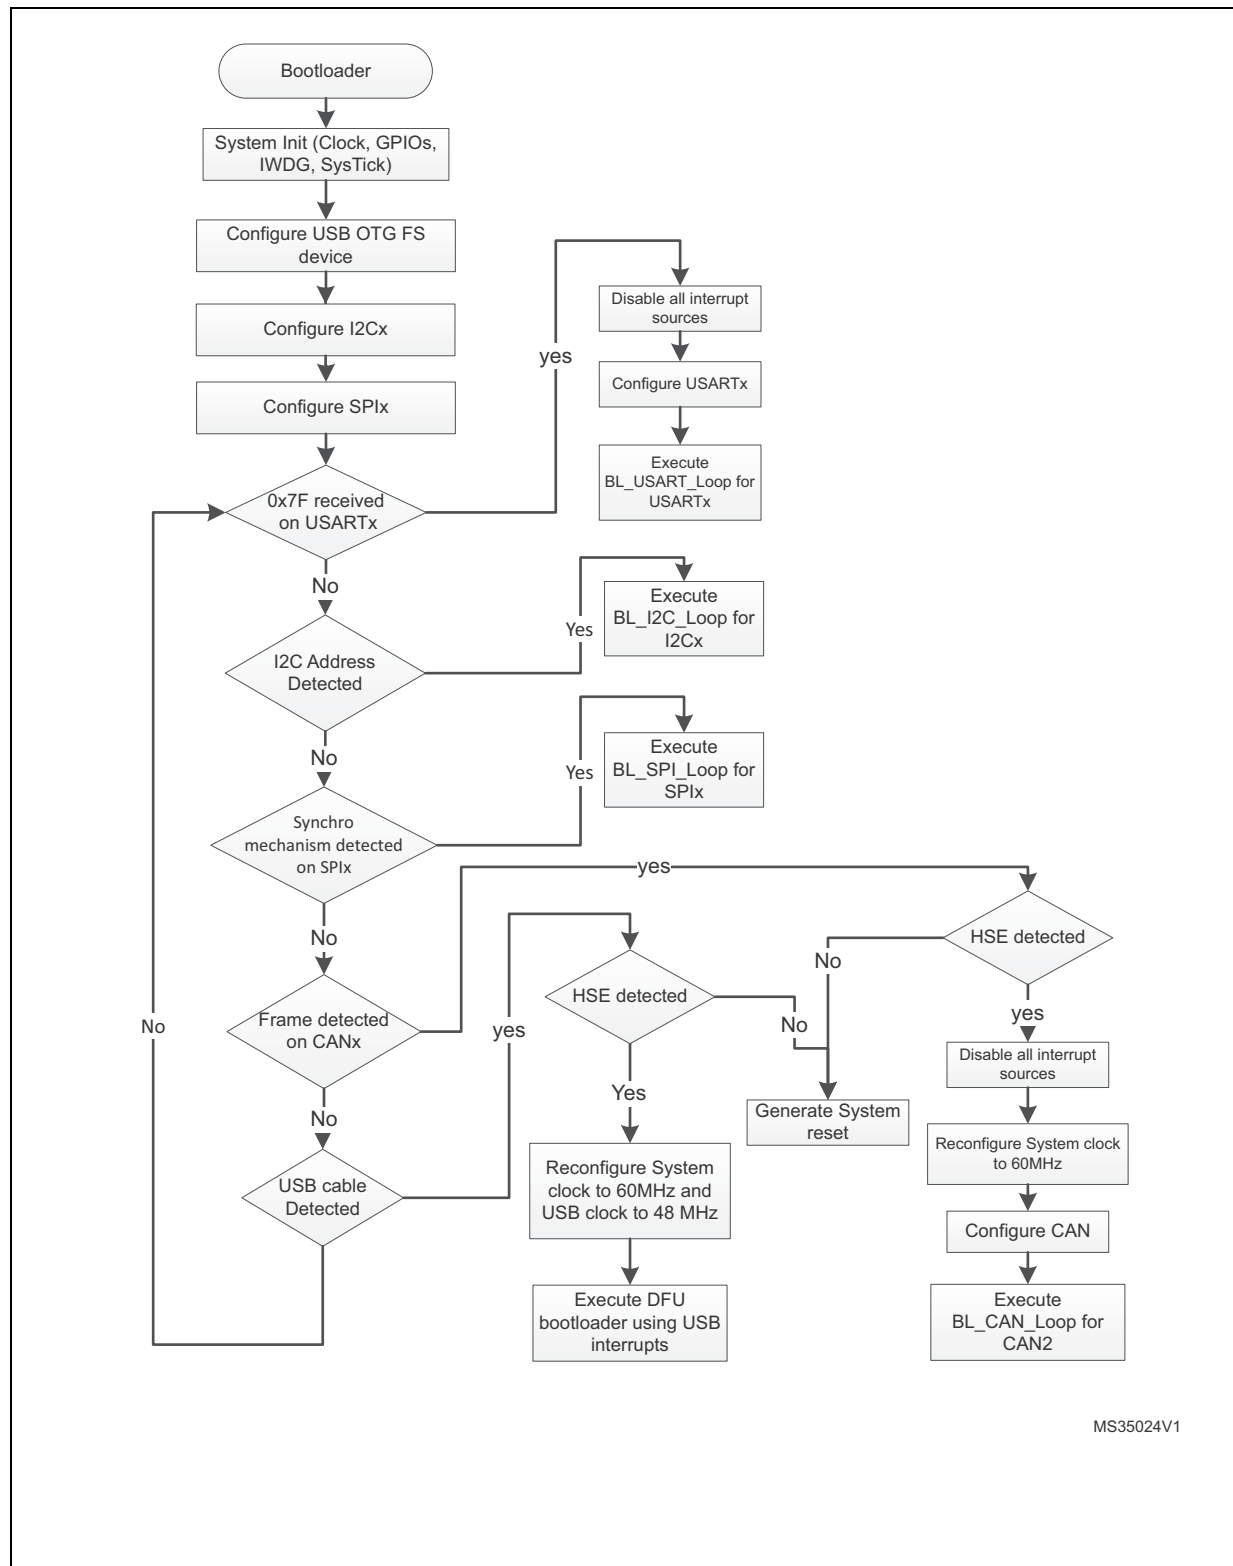 Bootloader
System Init (Clock, GPIOs,
IWDG, SysTick)
Configure USB OTG FS
device
Configure I2Cx
Configure SPIx
0x7F received
on USARTx
yes
Disable all interrupt
sources
Configure USARTx
Execute
BL_USART_Loop for
USARTx
No
I2C Address
Detected
Yes
Execute
BL_I2C_Loop for
I2Cx
No
Synchro
mechanism detected
on SPIx
Yes
Execute
BL_SPI_Loop for
SPIx
No
Frame detected
on CANx
yes
HSE detected
No
yes
Disable all interrupt
sources
Reconfigure System clock
to 60MHz
Configure CAN
Execute
BL_CAN_Loop for
CAN2
No
USB cable
Detected
yes
HSE detected
No
Generate System
reset
Yes
Reconfigure System
clock to 60MHz and
USB clock to 48 MHz
Execute DFU
bootloader using USB
interrupts
No
MS35024V1